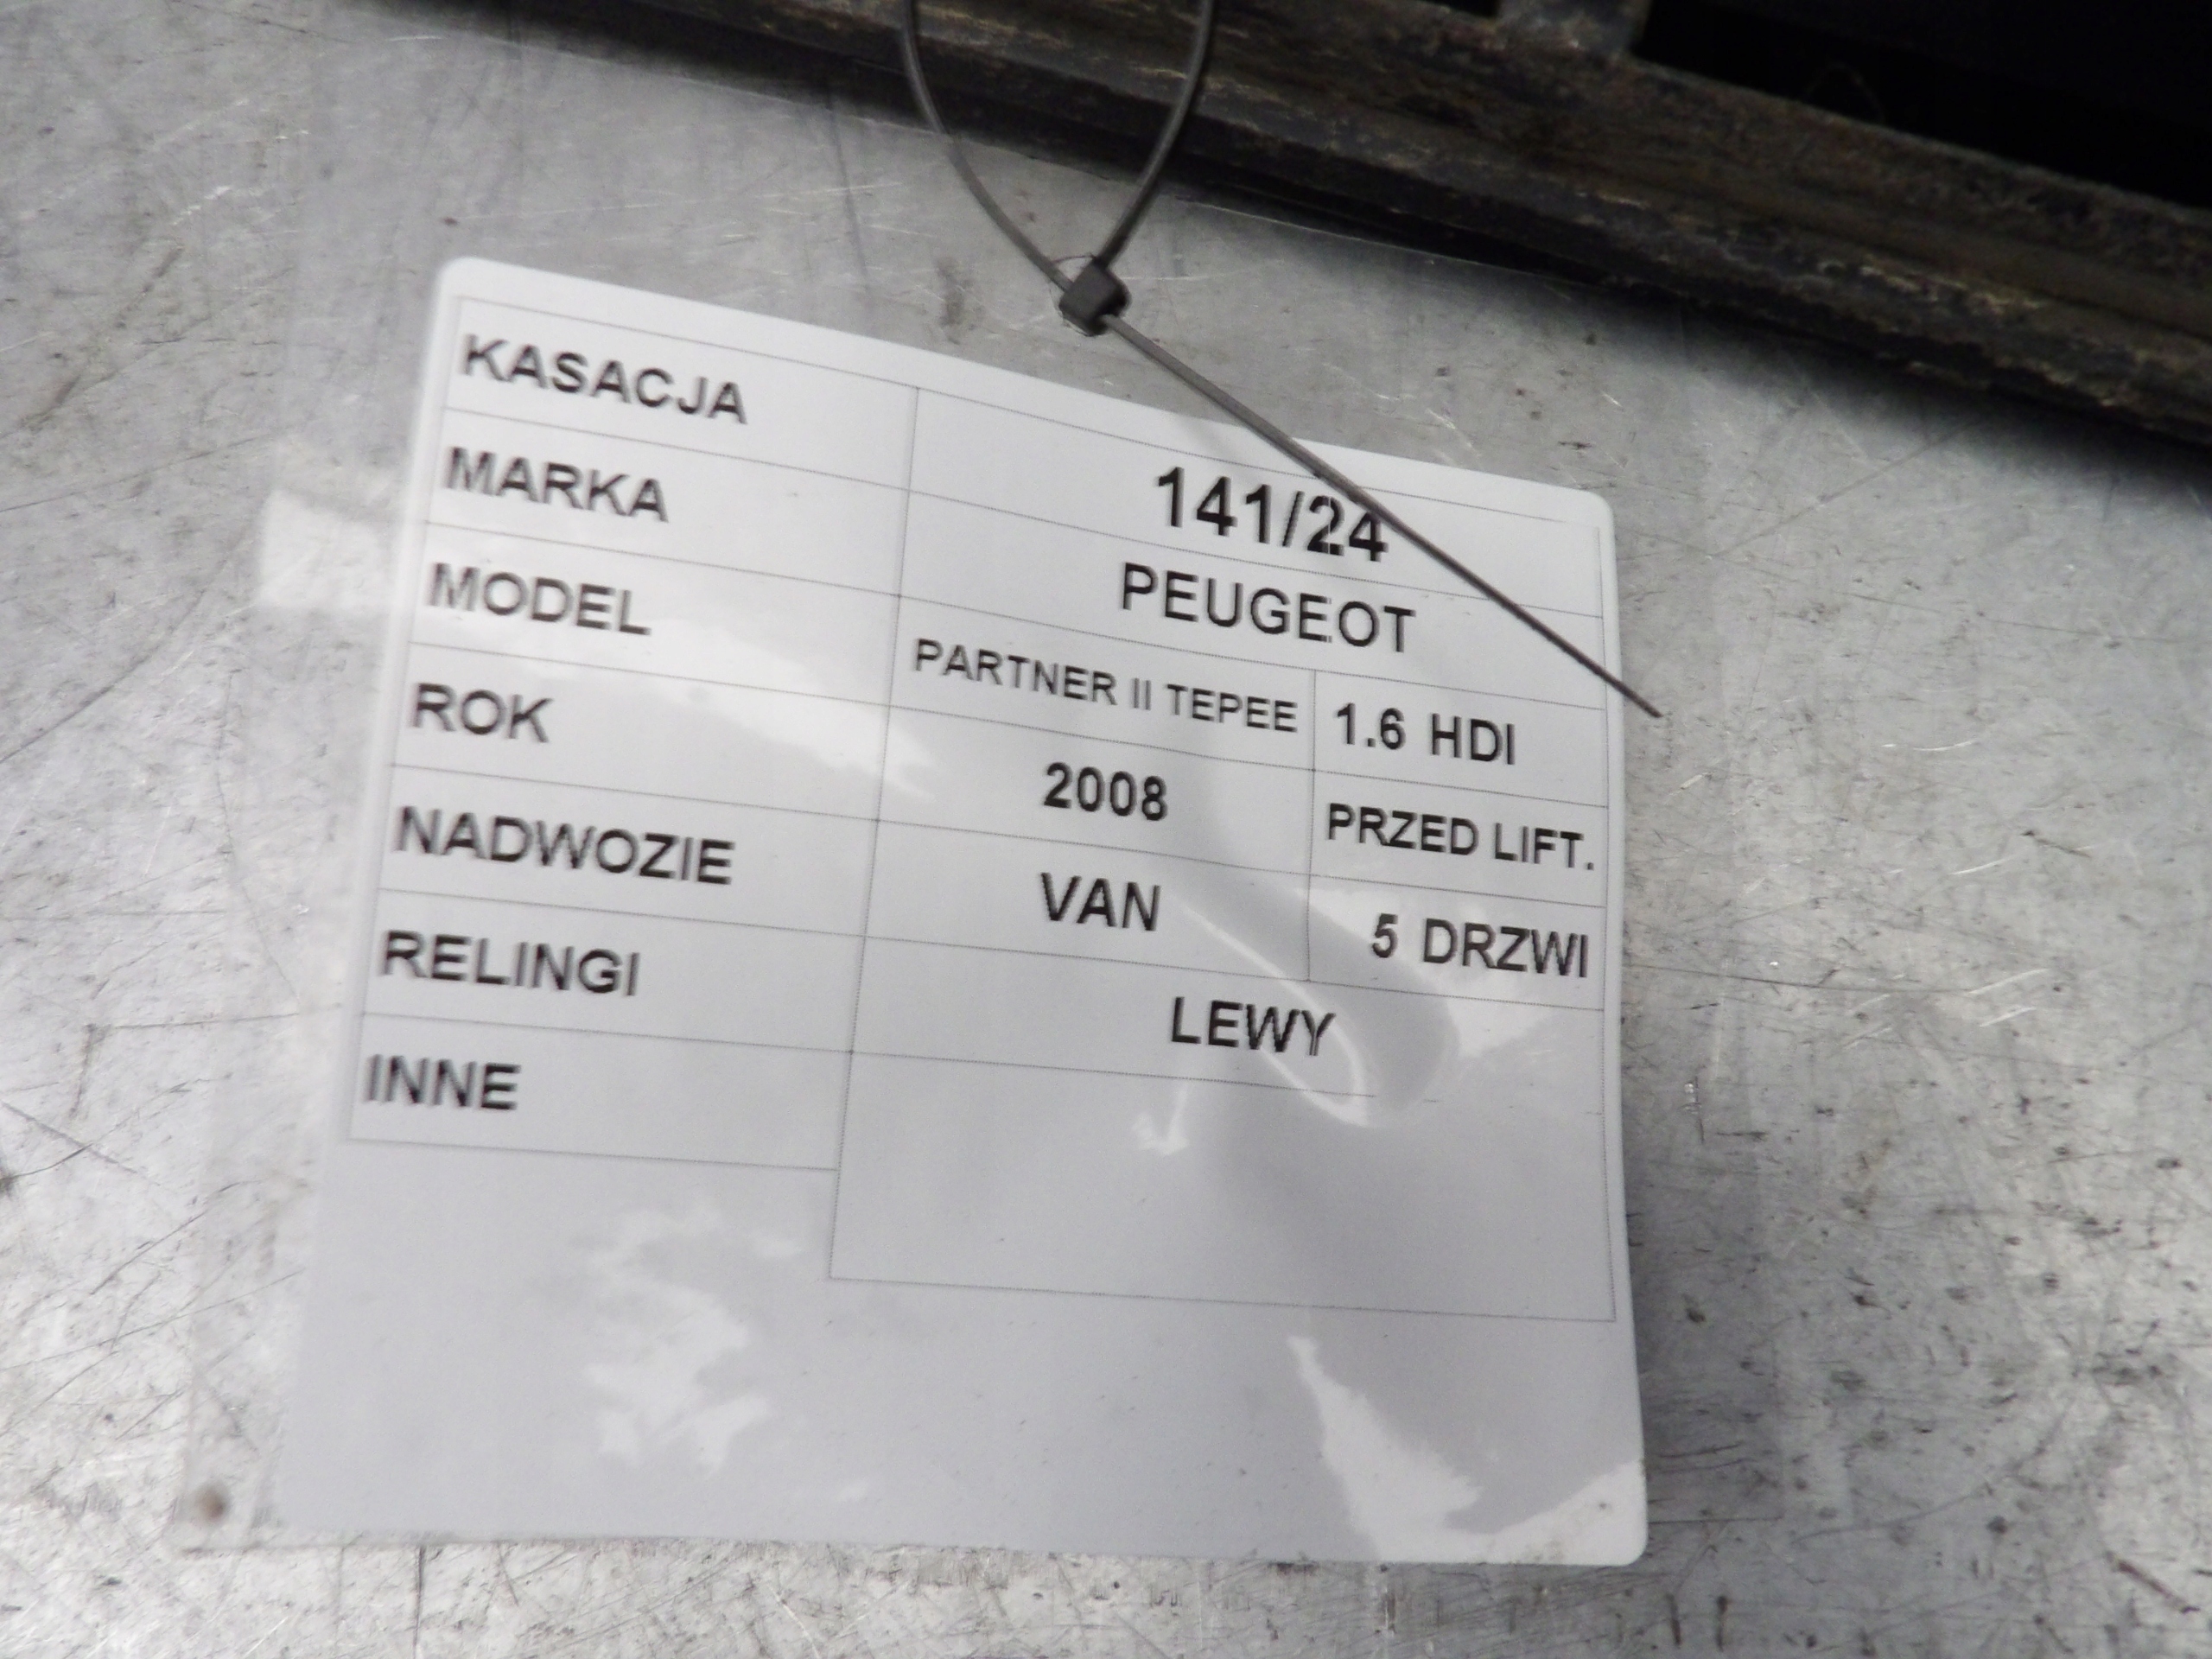 KASACJA 141/24
MARKA PEUGEOT
MODEL PARTNER II TEPEE 1.6 HDI
ROK 2008 PRZED LIFT.
NADWOZIE VAN 5 DRZWI
RELINGI LEWY
INNE